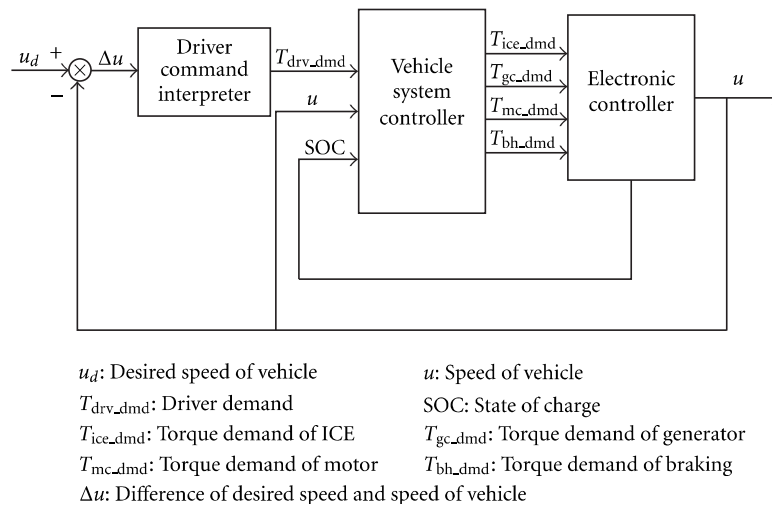 u_d + − Δu
Driver command interpreter
T_drv_dmd
u
SOC
Vehicle system controller
T_ice_dmd
T_gc_dmd
T_mc_dmd
T_bh_dmd
Electronic controller
u
u_d: Desired speed of vehicle
u: Speed of vehicle
T_drv_dmd: Driver demand
SOC: State of charge
T_ice_dmd: Torque demand of ICE
T_gc_dmd: Torque demand of generator
T_mc_dmd: Torque demand of motor
T_bh_dmd: Torque demand of braking
Δu: Difference of desired speed and speed of vehicle